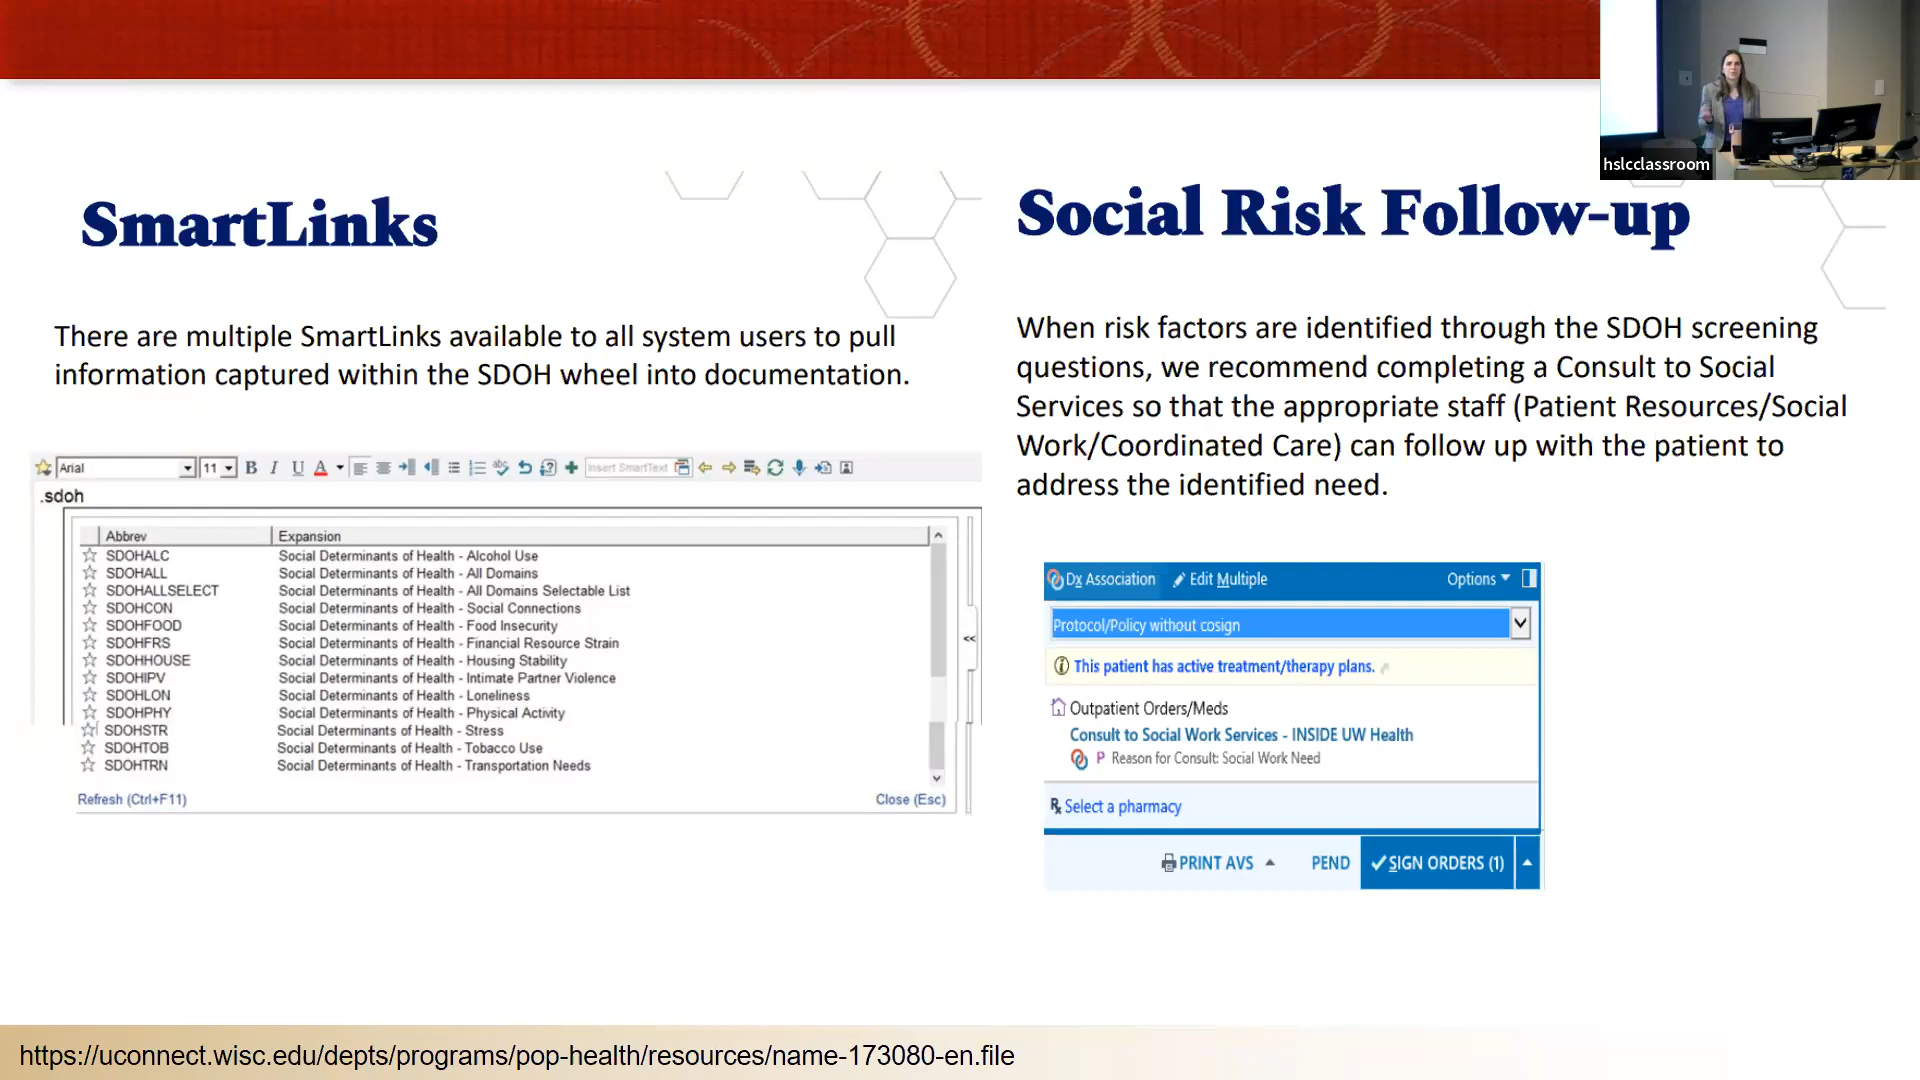 hslcclassroom
SmartLinks
There are multiple SmartLinks available to all system users to pull
information captured within the SDOH wheel into documentation.
Arial 11 B I U A Insert SmartText
.sdoh
Abbrev Expansion
SDOHALC Social Determinants of Health - Alcohol Use
SDOHALL Social Determinants of Health - All Domains
SDOHALLSELECT Social Determinants of Health - All Domains Selectable List
SDOHCON Social Determinants of Health - Social Connections
SDOHFOOD Social Determinants of Health - Food Insecurity
SDOHFRS Social Determinants of Health - Financial Resource Strain
SDOHHOUSE Social Determinants of Health - Housing Stability
SDOHIPV Social Determinants of Health - Intimate Partner Violence
SDOHLON Social Determinants of Health - Loneliness
SDOHPHY Social Determinants of Health - Physical Activity
SDOHSTR Social Determinants of Health - Stress
SDOHTOB Social Determinants of Health - Tobacco Use
SDOHTRN Social Determinants of Health - Transportation Needs
Refresh (Ctrl+F11) Close (Esc)
<<
Social Risk Follow-up
When risk factors are identified through the SDOH screening
questions, we recommend completing a Consult to Social
Services so that the appropriate staff (Patient Resources/Social
Work/Coordinated Care) can follow up with the patient to
address the identified need.
Dx Association Edit Multiple Options
Protocol/Policy without cosign
This patient has active treatment/therapy plans.
Outpatient Orders/Meds
Consult to Social Work Services - INSIDE UW Health
P Reason for Consult: Social Work Need
Select a pharmacy
PRINT AVS PEND SIGN ORDERS (1)
https://uconnect.wisc.edu/depts/programs/pop-health/resources/name-173080-en.file